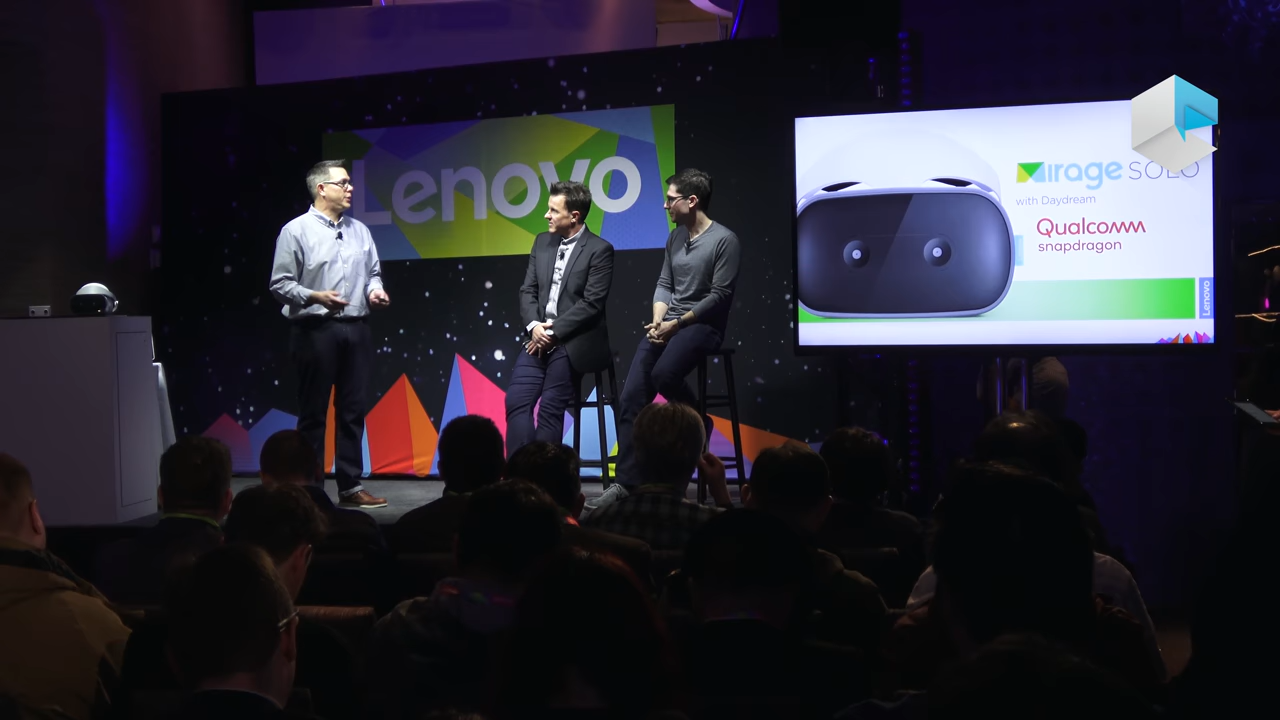 Lenovo
Mirage SOLO
with Daydream
Qualcomm
snapdragon
Lenovo